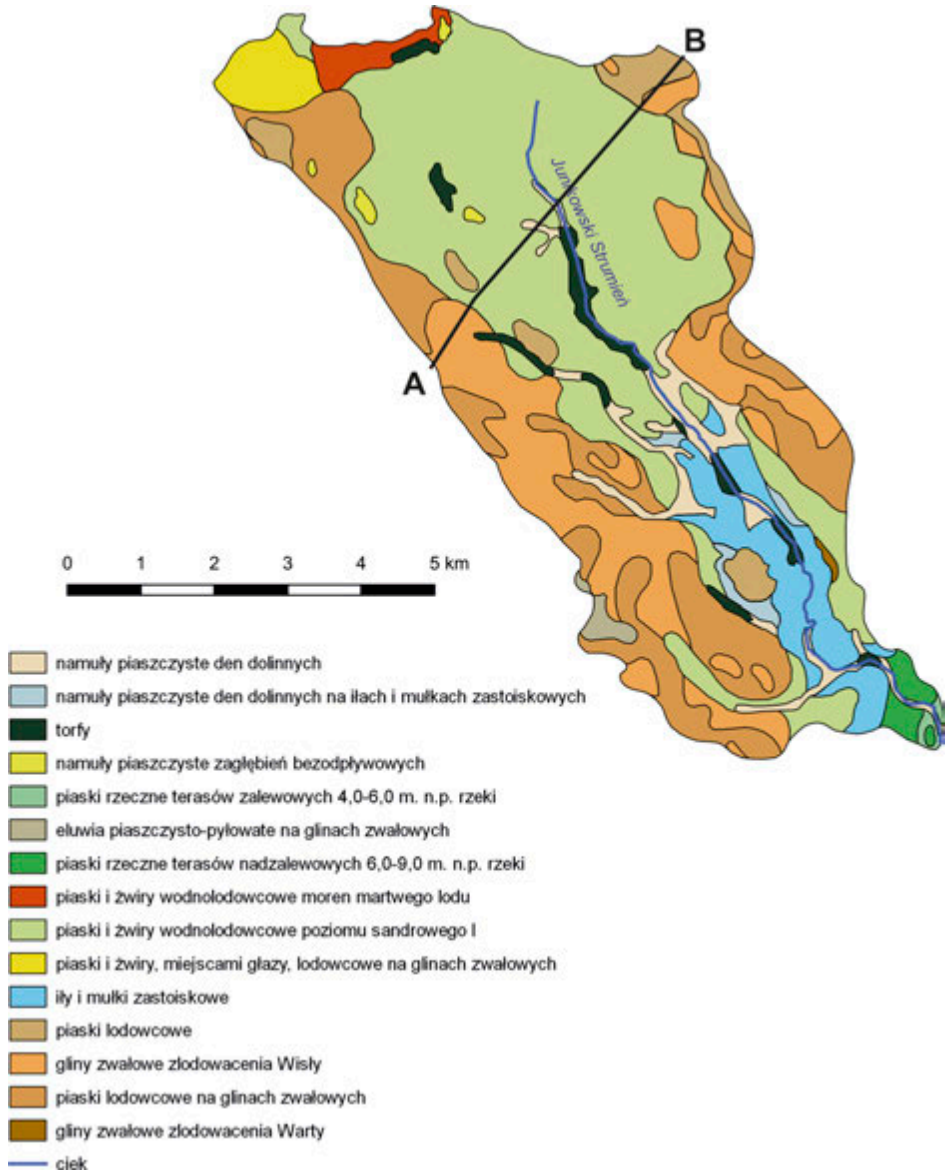 B
Junikowski Strumień
A
0 1 2 3 4 5 km
namuły piaszczyste den dolinnych
namuły piaszczyste den dolinnych na iłach i mułkach zastoiskowych
torfy
namuły piaszczyste zagłębień bezodpływowych
piaski rzeczne terasów zalewowych 4,0-6,0 m. n.p. rzeki
eluwia piaszczysto-pyłowate na glinach zwałowych
piaski rzeczne terasów nadzalewowych 6,0-9,0 m. n.p. rzeki
piaski i żwiry wodnolodowcowe moren martwego lodu
piaski i żwiry wodnolodowcowe poziomu sandrowego I
piaski i żwiry, miejscami głazy, lodowcowe na glinach zwałowych
iły i mułki zastoiskowe
piaski lodowcowe
gliny zwałowe zlodowacenia Wisły
piaski lodowcowe na glinach zwałowych
gliny zwałowe zlodowacenia Warty
ciek